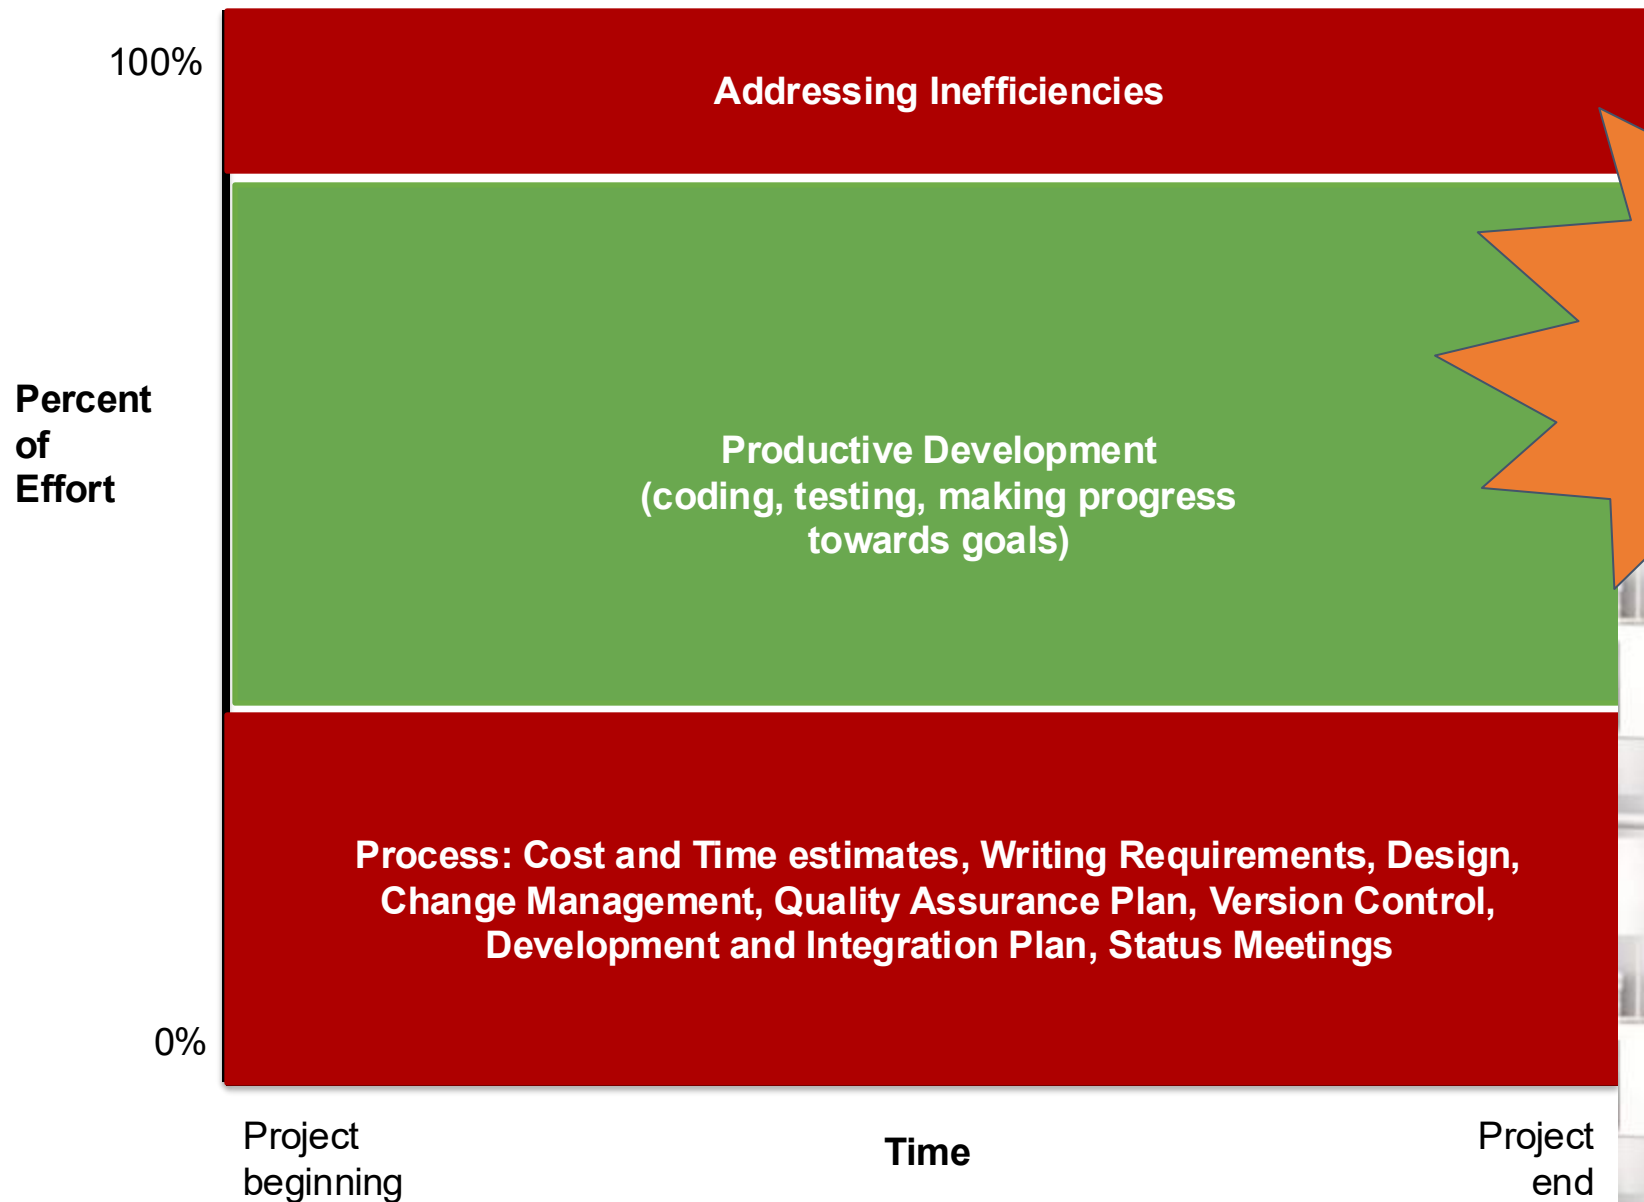 100%
Addressing Inefficiencies
Percent
of
Effort
Productive Development
(coding, testing, making progress
towards goals)
Process: Cost and Time estimates, Writing Requirements, Design,
Change Management, Quality Assurance Plan, Version Control,
Development and Integration Plan, Status Meetings
0%
Project
beginning
Time
Project
end